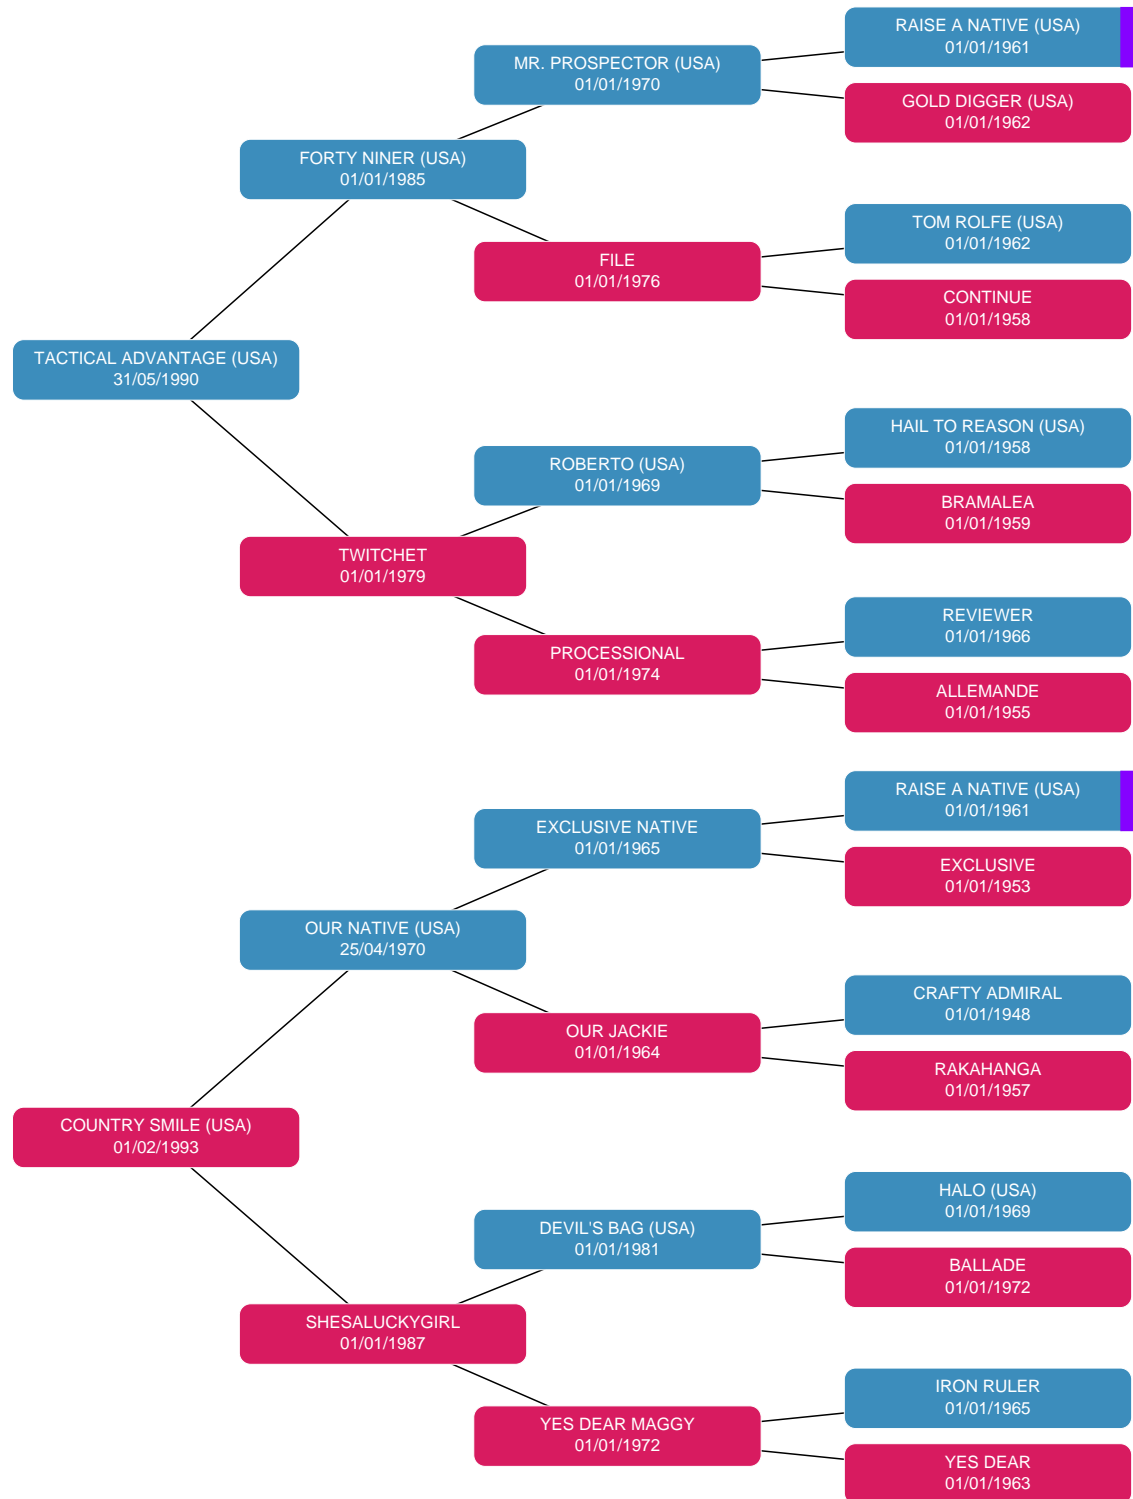 RAISE A NATIVE (USA)
01/01/1961
MR. PROSPECTOR (USA)
01/01/1970
GOLD DIGGER (USA)
01/01/1962
FORTY NINER (USA)
01/01/1985
TOM ROLFE (USA)
01/01/1962
FILE
01/01/1976
CONTINUE
01/01/1958
TACTICAL ADVANTAGE (USA)
31/05/1990
HAIL TO REASON (USA)
01/01/1958
ROBERTO (USA)
01/01/1969
BRAMALEA
01/01/1959
TWITCHET
01/01/1979
REVIEWER
01/01/1966
PROCESSIONAL
01/01/1974
ALLEMANDE
01/01/1955
RAISE A NATIVE (USA)
01/01/1961
EXCLUSIVE NATIVE
01/01/1965
EXCLUSIVE
01/01/1953
OUR NATIVE (USA)
25/04/1970
CRAFTY ADMIRAL
01/01/1948
OUR JACKIE
01/01/1964
RAKAHANGA
01/01/1957
COUNTRY SMILE (USA)
01/02/1993
HALO (USA)
01/01/1969
DEVIL'S BAG (USA)
01/01/1981
BALLADE
01/01/1972
SHESALUCKYGIRL
01/01/1987
IRON RULER
01/01/1965
YES DEAR MAGGY
01/01/1972
YES DEAR
01/01/1963